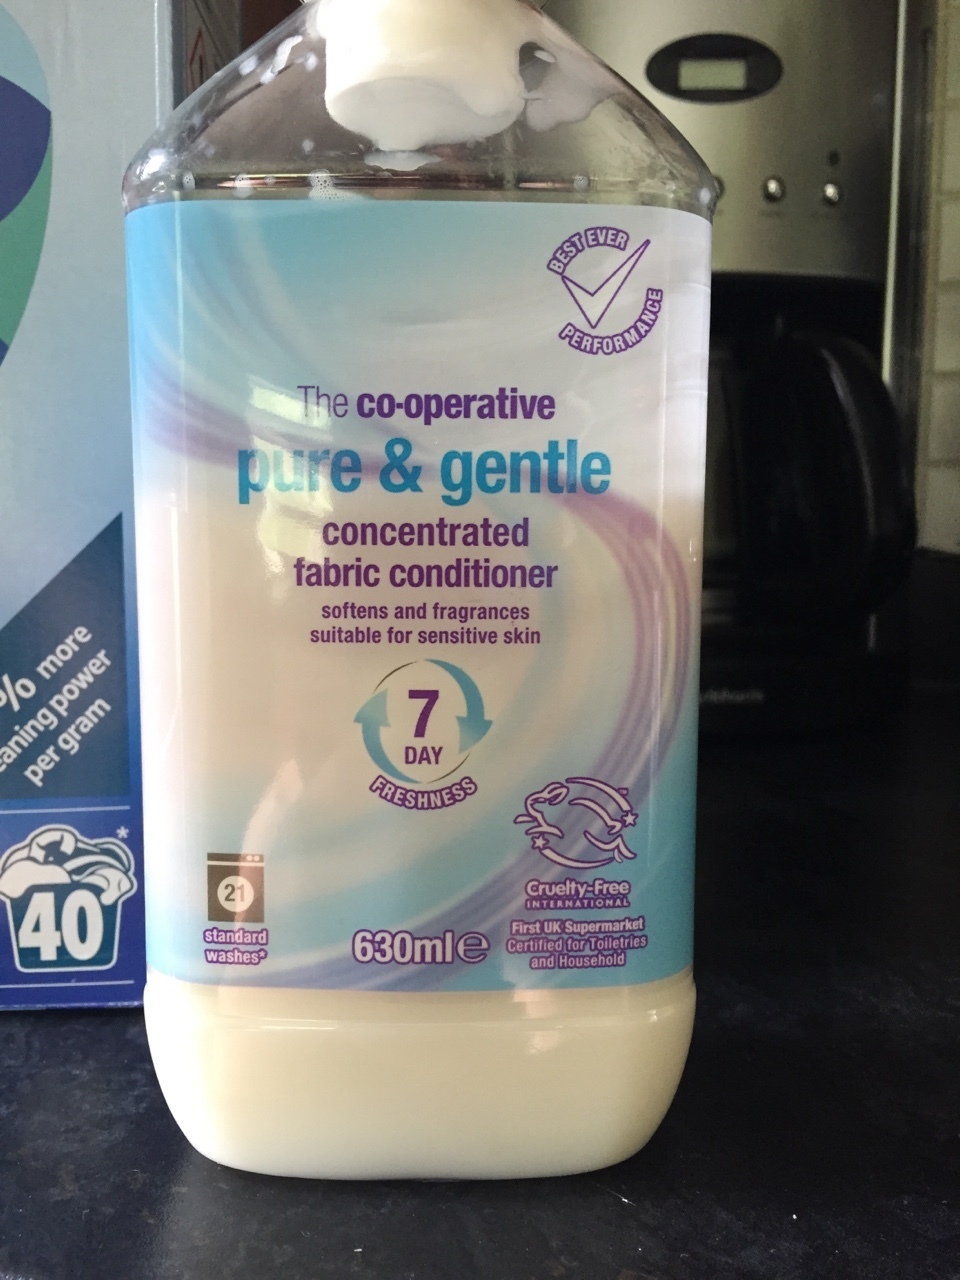 BEST EVER
PERFORMANCE
The co-operative
pure & gentle
concentrated
fabric conditioner
softens and fragrances
suitable for sensitive skin
7
DAY
FRESHNESS
21
standard
washes*
630ml e
Cruelty-Free
INTERNATIONAL
First UK Supermarket
Certified for Toiletries
and Household
% more
eaning power
per gram
40*